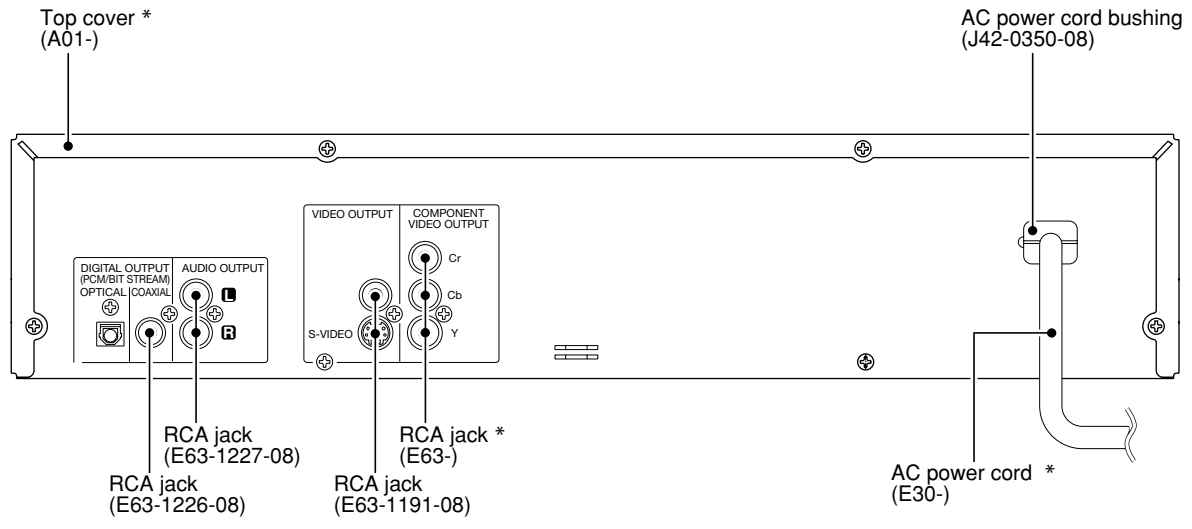 Top cover *
(A01-)
AC power cord bushing
(J42-0350-08)
VIDEO OUTPUT
COMPONENT
VIDEO OUTPUT
Cr
Cb
Y
S-VIDEO
DIGITAL OUTPUT
(PCM/BIT STREAM)
OPTICAL
COAXIAL
AUDIO OUTPUT
L
R
RCA jack
(E63-1227-08)
RCA jack *
(E63-)
RCA jack
(E63-1226-08)
RCA jack
(E63-1191-08)
AC power cord *
(E30-)